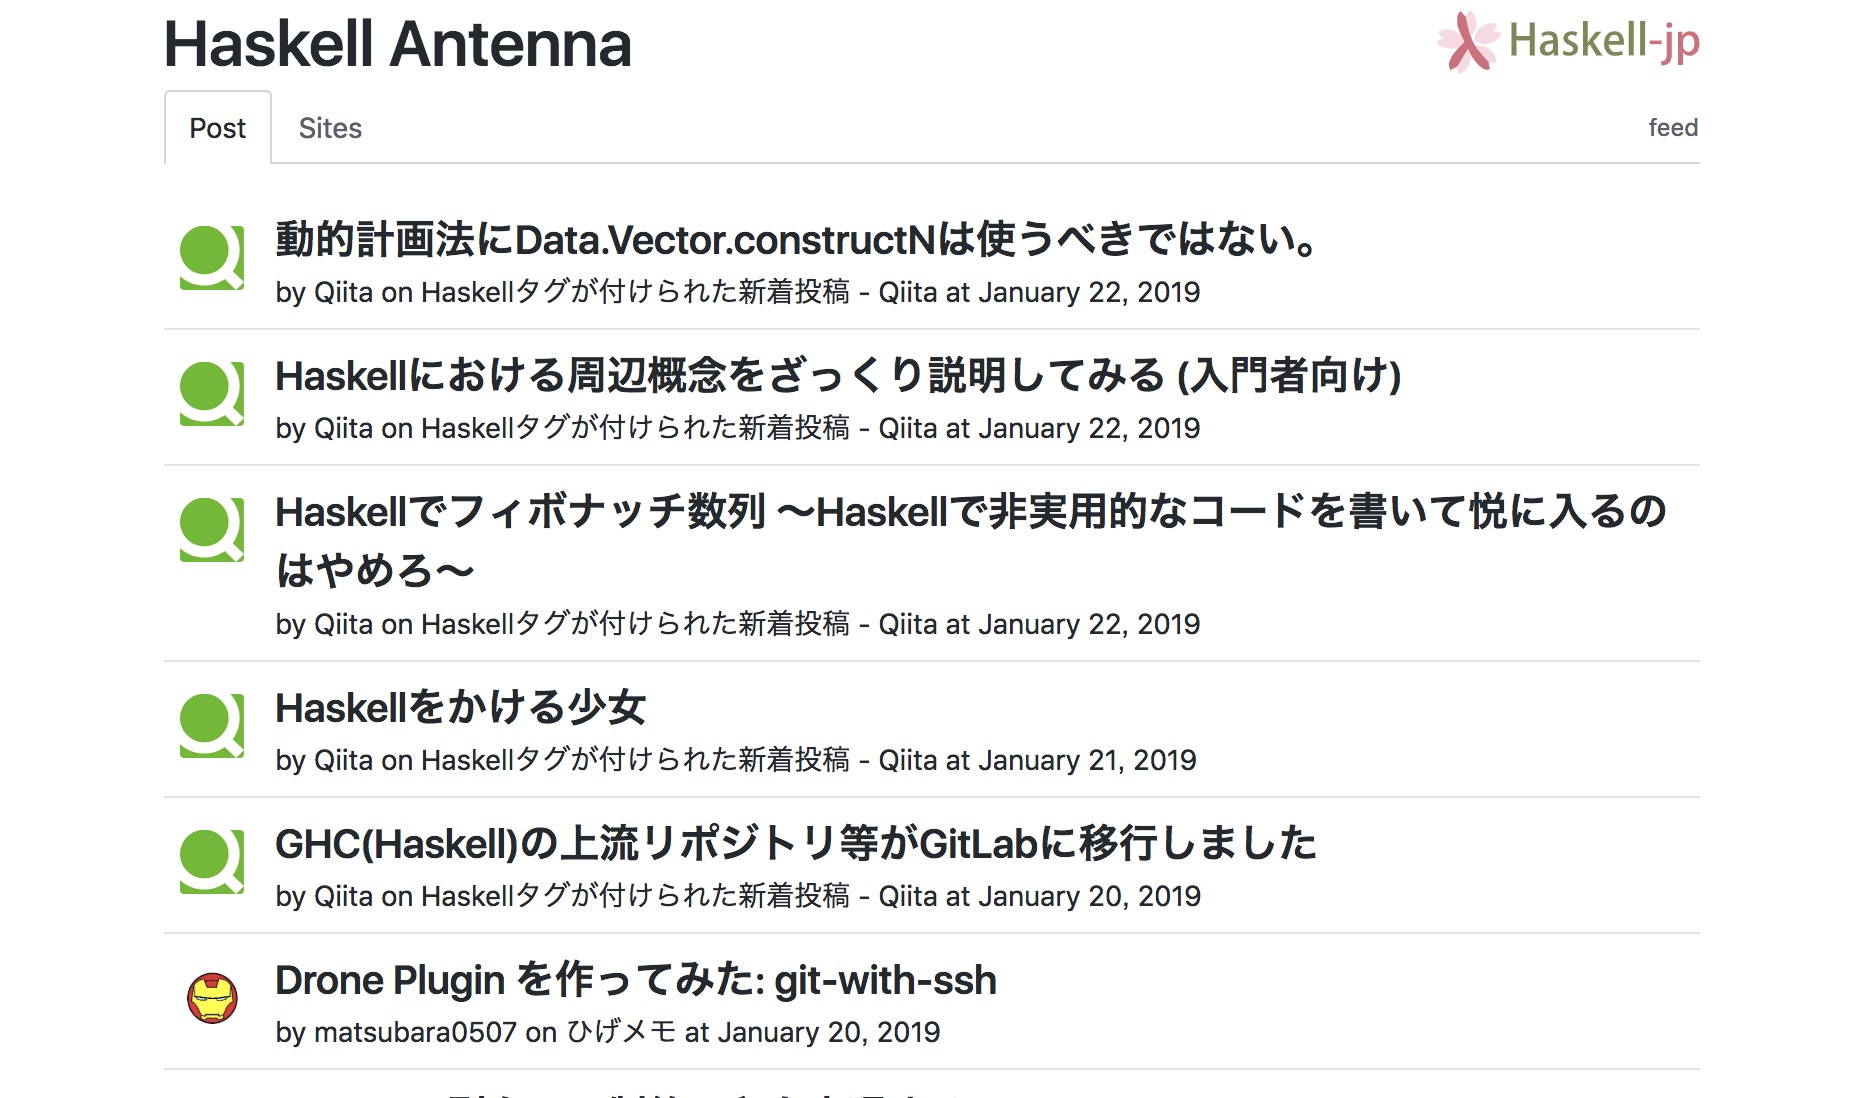 Haskell Antenna
Haskell-jp
Post
Sites
feed
動的計画法にData.Vector.constructNは使うべきではない。
by Qiita on Haskellタグが付けられた新着投稿 - Qiita at January 22, 2019
Haskellにおける周辺概念をざっくり説明してみる (入門者向け)
by Qiita on Haskellタグが付けられた新着投稿 - Qiita at January 22, 2019
Haskellでフィボナッチ数列 〜Haskellで非実用的なコードを書いて悦に入るの
はやめろ〜
by Qiita on Haskellタグが付けられた新着投稿 - Qiita at January 22, 2019
Haskellをかける少女
by Qiita on Haskellタグが付けられた新着投稿 - Qiita at January 21, 2019
GHC(Haskell)の上流リポジトリ等がGitLabに移行しました
by Qiita on Haskellタグが付けられた新着投稿 - Qiita at January 20, 2019
Drone Plugin を作ってみた: git-with-ssh
by matsubara0507 on ひげメモ at January 20, 2019